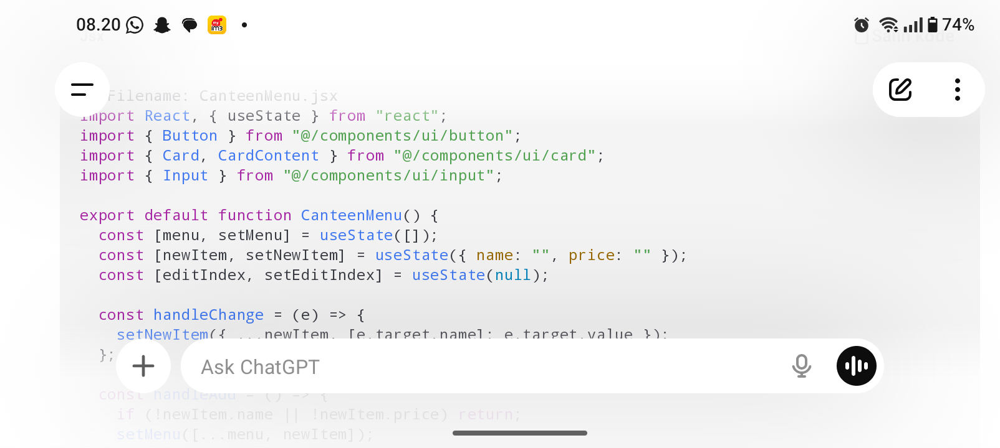 08.20
my
im3
74%
Jsx
Salin kode
Filename: CanteenMenu.jsx
import React, { useState } from "react";
import { Button } from "@/components/ui/button";
import { Card, CardContent } from "@/components/ui/card";
import { Input } from "@/components/ui/input";
export default function CanteenMenu() {
const [menu, setMenu] = useState([]);
const [newItem, setNewItem] = useState({ name: "", price: "" });
const [editIndex, setEditIndex] = useState(null);
const handleChange = (e) => {
setNewItem({ ...newItem, [e.target.name]: e.target.value });
};
Ask ChatGPT
const handleAdd = () => {
if (!newItem.name || !newItem.price) return;
setMenu([...menu, newItem]);